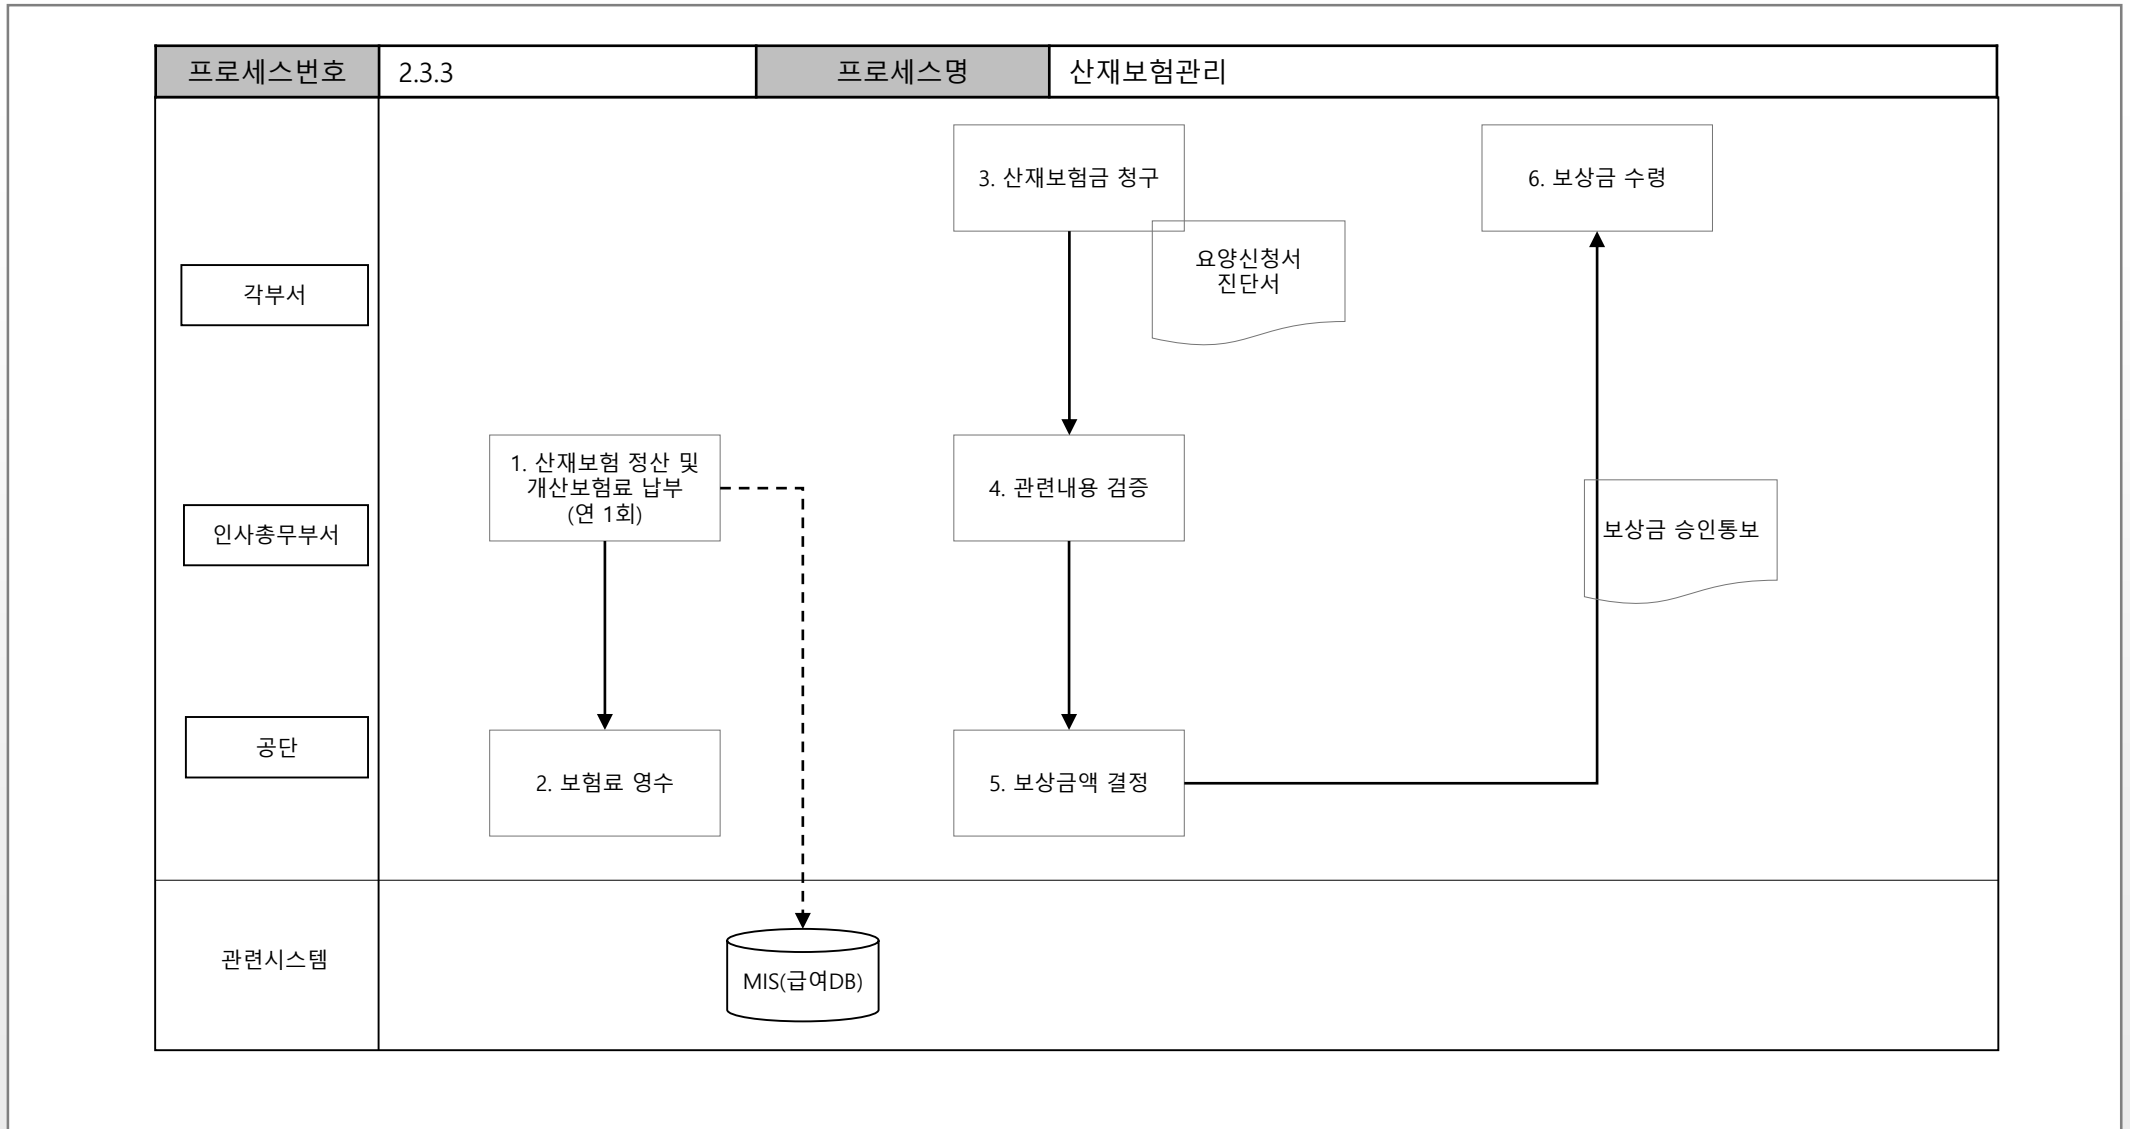 프로세스번호
2.3.3
프로세스명
산재보험관리
3. 산재보험금 청구
6. 보상금 수령
요양신청서
진단서
각부서
1. 산재보험 정산 및
개산보험료 납부
(연 1회)
4. 관련내용 검증
인사총무부서
보상금 승인통보
공단
2. 보험료 영수
5. 보상금액 결정
관련시스템
MIS(급여DB)